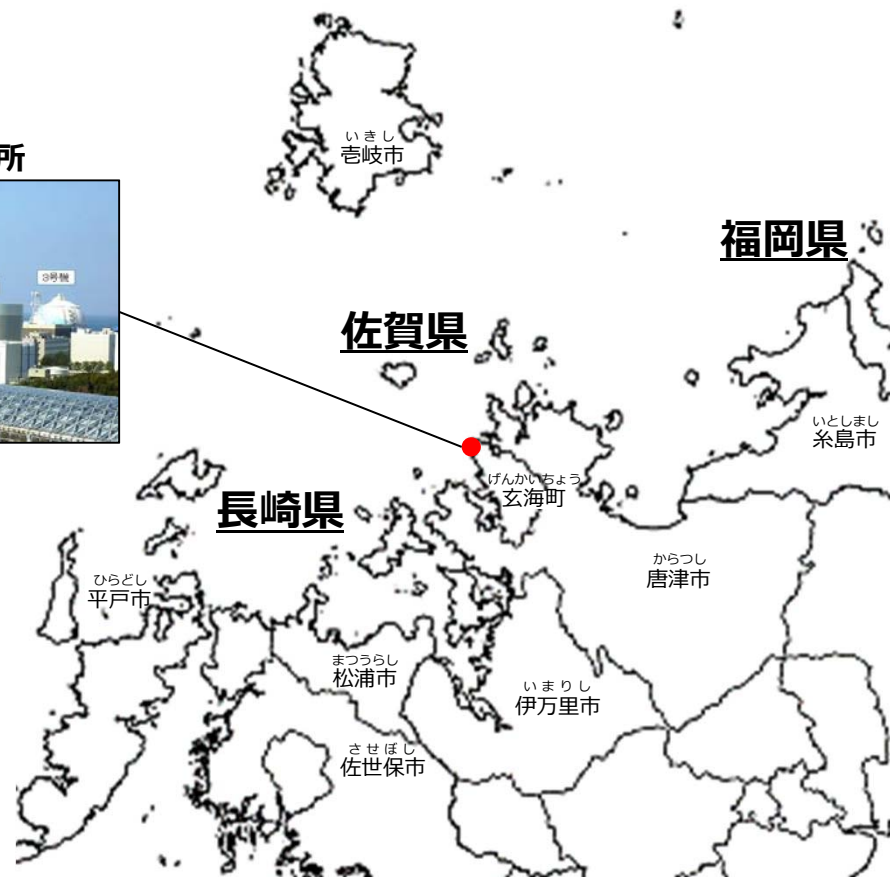 所
3号機
いきし
壱岐市
福岡県
佐賀県
いとしまし
糸島市
げんかいちょう
玄海町
長崎県
からつし
唐津市
ひらどし
平戸市
まつうらし
松浦市
いまりし
伊万里市
させぼし
佐世保市